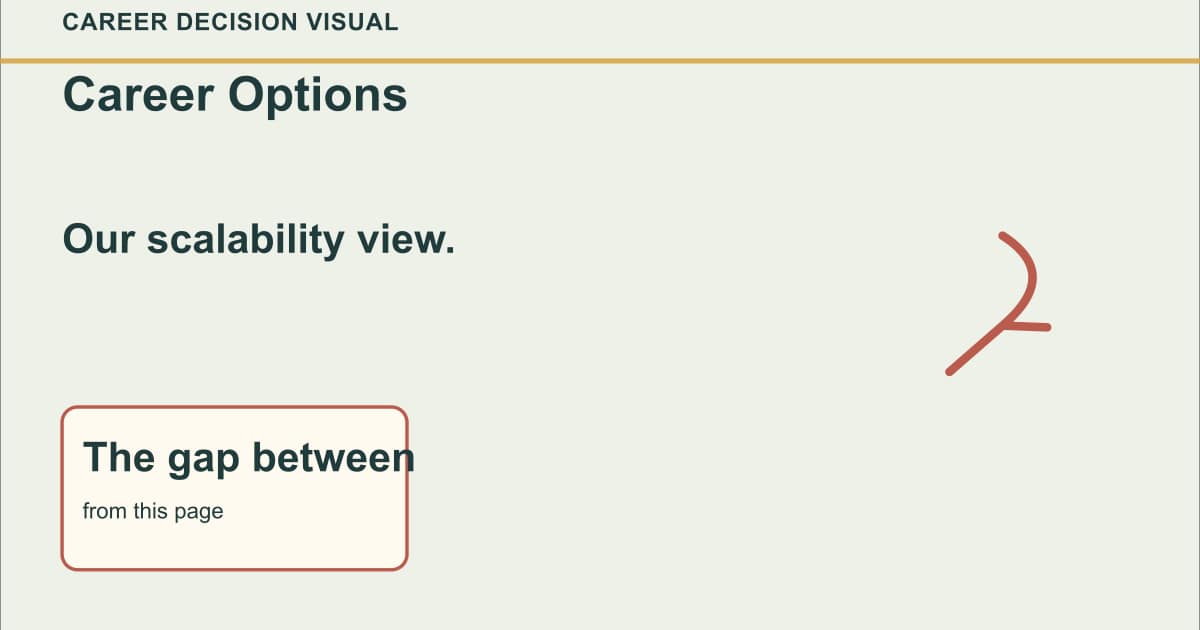 CAREER DECISION VISUAL
Career Options
Our scalability view.
The gap between
from this page